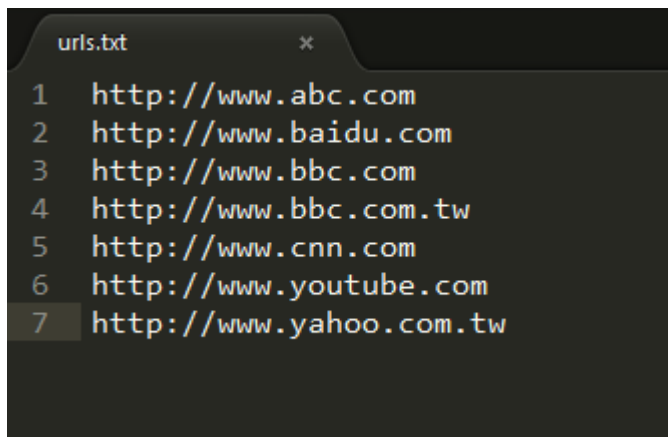 urls.txt ×
1 http://www.abc.com
2 http://www.baidu.com
3 http://www.bbc.com
4 http://www.bbc.com.tw
5 http://www.cnn.com
6 http://www.youtube.com
7 http://www.yahoo.com.tw